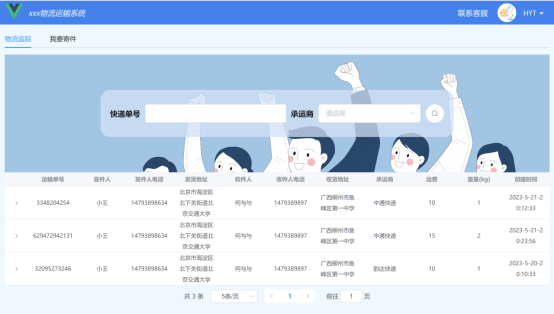 xxx物流运输系统 联系客服 HYT
物流追踪 我要寄件
快递单号 承运商 请选择
运输单号 发件人 发件人电话 发货地址 收件人 收件人电话 收货地址 承运商 运费 重量(kg) 创建时间
北京市海淀区
3348204254 小王 14793898634 北下关街道北 何与与 1479389897 广西柳州市鱼峰区第一中学 中通快递 10 1 2023-5-21-20:12:33
京交通大学
北京市海淀区
629472942131 小王 14793898634 北下关街道北 何与与 1479389897 广西柳州市鱼峰区第一中学 中通快递 15 2 2023-5-21-20:23:56
京交通大学
北京市海淀区
32095273246 小王 14793898634 北下关街道北 何与与 1479389897 广西柳州市鱼峰区第一中学 韵达快递 10 1 2023-5-20-20:10:33
京交通大学
共 3 条 5条/页 1 前往 1 页